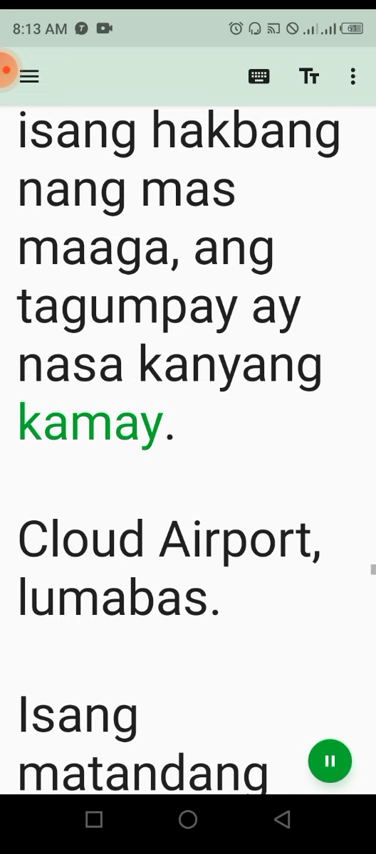 8:13 AM
Tт
isang hakbang
nang mas
maaga, ang
tagumpay ay
nasa kanyang
kamay.
Cloud Airport,
lumabas.
Isang
matandang